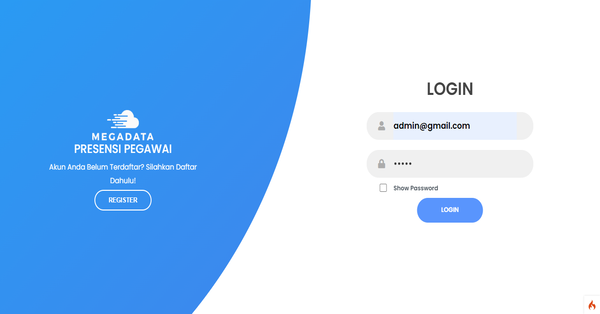 MEGADATA
PRESENSI PEGAWAI
Akun Anda Belum Terdaftar? Silahkan Daftar
Dahulu!
REGISTER
LOGIN
admin@gmail.com
•••••
Show Password
LOGIN